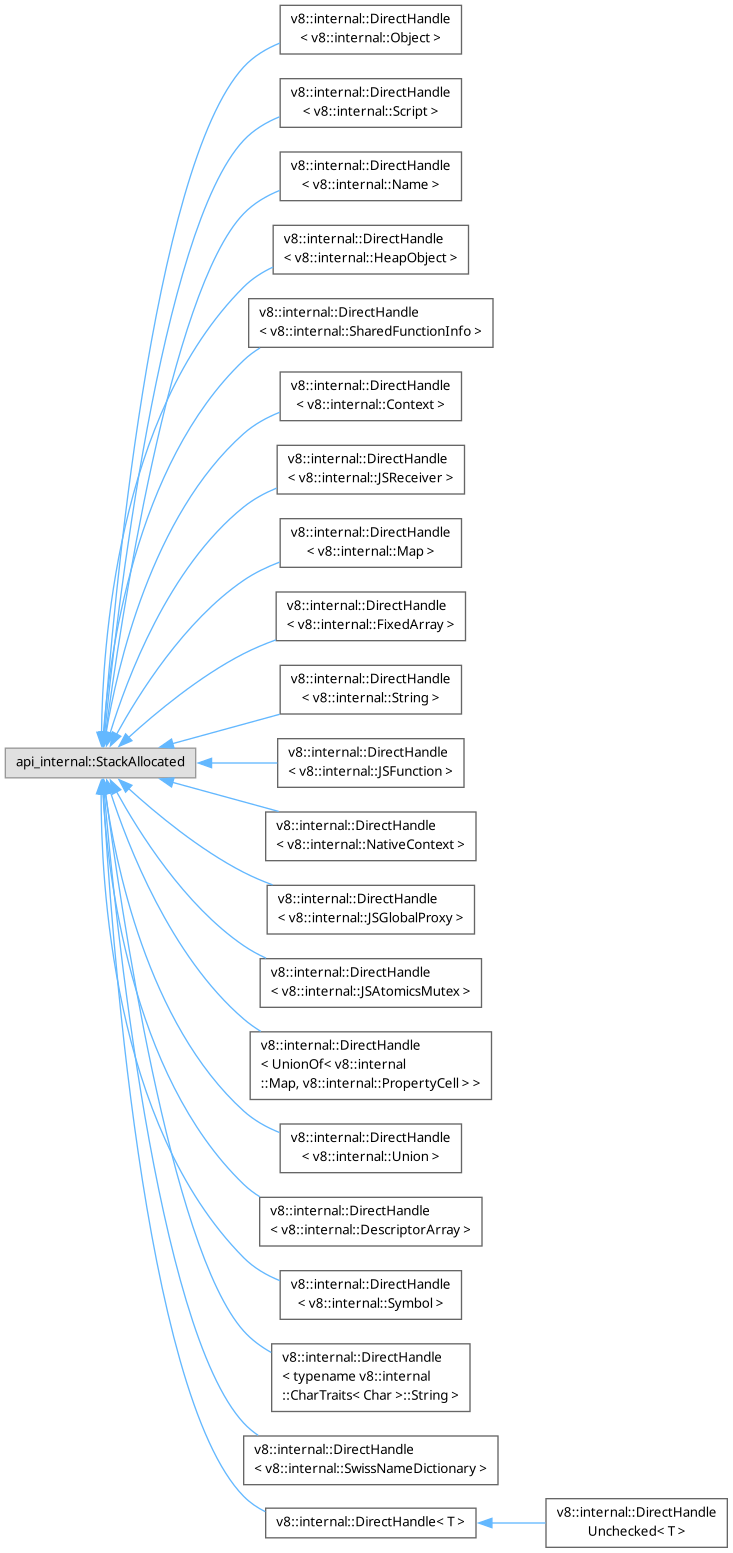 v8::internal::DirectHandle
< v8::internal::Object >
v8::internal::DirectHandle
< v8::internal::Script >
v8::internal::DirectHandle
< v8::internal::Name >
v8::internal::DirectHandle
< v8::internal::HeapObject >
v8::internal::DirectHandle
< v8::internal::SharedFunctionInfo >
v8::internal::DirectHandle
< v8::internal::Context >
v8::internal::DirectHandle
< v8::internal::JSReceiver >
v8::internal::DirectHandle
< v8::internal::Map >
v8::internal::DirectHandle
< v8::internal::FixedArray >
v8::internal::DirectHandle
< v8::internal::String >
api_internal::StackAllocated
v8::internal::DirectHandle
< v8::internal::JSFunction >
v8::internal::DirectHandle
< v8::internal::NativeContext >
v8::internal::DirectHandle
< v8::internal::JSGlobalProxy >
v8::internal::DirectHandle
< v8::internal::JSAtomicsMutex >
v8::internal::DirectHandle
< UnionOf< v8::internal
::Map, v8::internal::PropertyCell > >
v8::internal::DirectHandle
< v8::internal::Union >
v8::internal::DirectHandle
< v8::internal::DescriptorArray >
v8::internal::DirectHandle
< v8::internal::Symbol >
v8::internal::DirectHandle
< typename v8::internal
::CharTraits< Char >::String >
v8::internal::DirectHandle
< v8::internal::SwissNameDictionary >
v8::internal::DirectHandle< T >
v8::internal::DirectHandle
Unchecked< T >